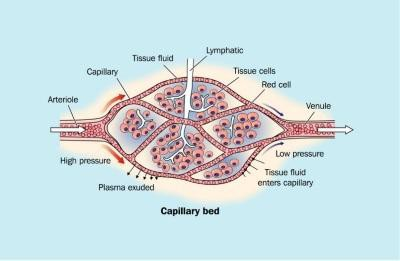 Lymphatic
Tissue fluid
Capillary
Tissue cells
Red cell
Arteriole
Venule
High pressure
Low pressure
Plasma exuded
Tissue fluid
enters capillary
Capillary bed